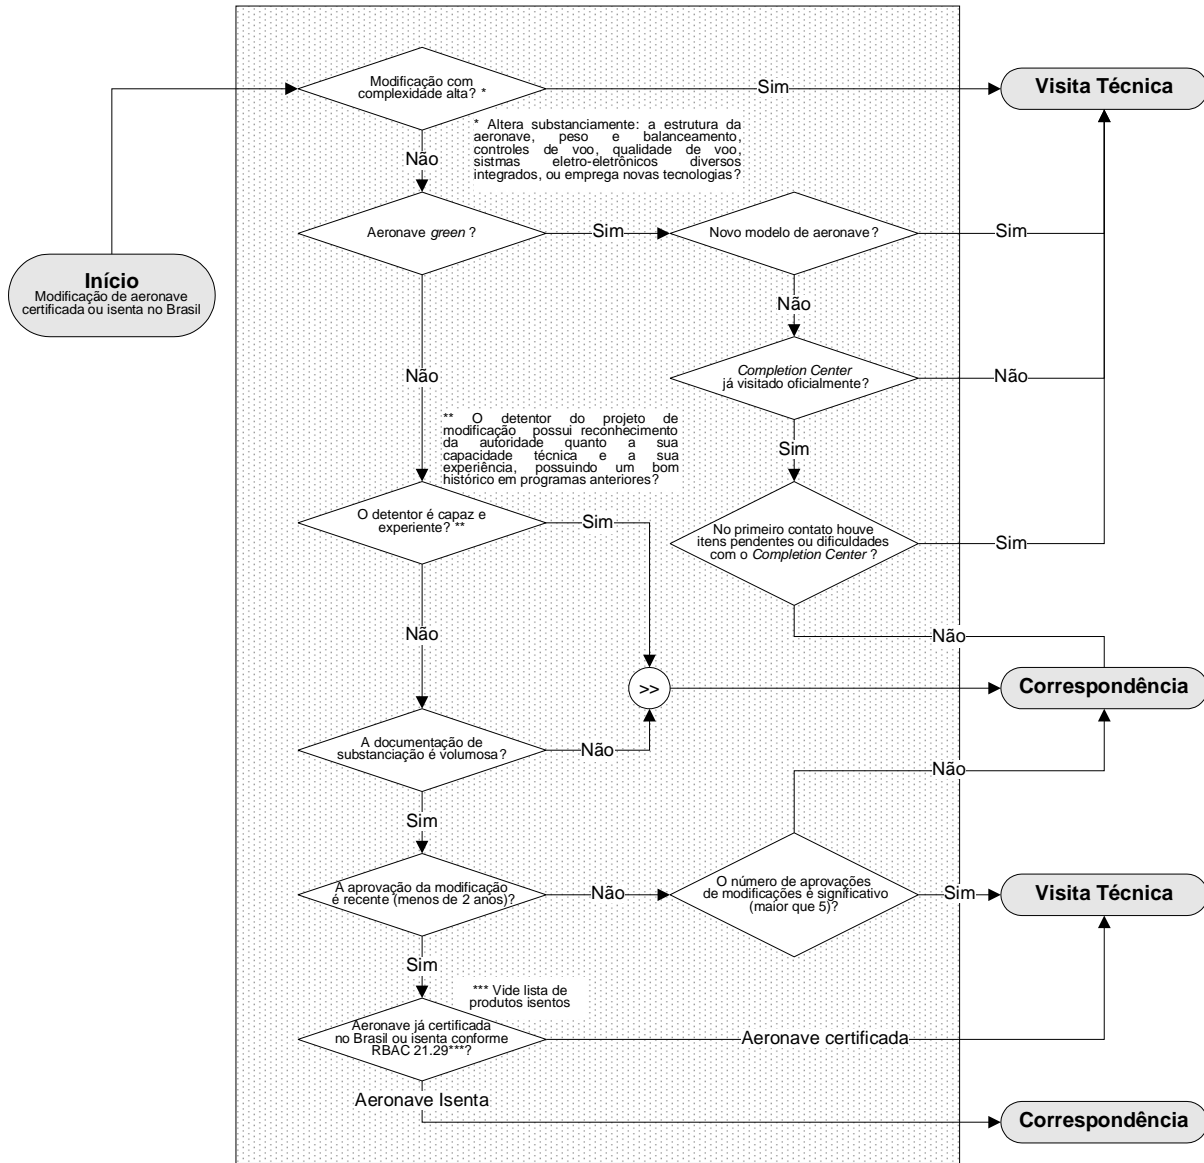 Modificação com
complexidade alta? *
Sim
Visita Técnica
* Altera substanciamente: a estrutura da
aeronave, peso e balanceamento,
controles de voo, qualidade de voo,
sistmas eletro-eletrônicos diversos
integrados, ou emprega novas tecnologias?
Não
Aeronave green ?
Sim
Novo modelo de aeronave?
Sim
Início
Modificação de aeronave
certificada ou isenta no Brasil
Não
Completion Center
já visitado oficialmente?
Não
Não
** O detentor do projeto de
modificação possui reconhecimento
da autoridade quanto a sua
capacidade técnica e a sua
experiência, possuindo um bom
histórico em programas anteriores?
Sim
O detentor é capaz e
experiente? **
Sim
No primeiro contato houve
itens pendentes ou dificuldades
com o Completion Center ?
Sim
Não
Não
>>
Correspondência
A documentação de
substanciação é volumosa?
Não
Não
Sim
A aprovação da modificação
é recente (menos de 2 anos)?
Não
O número de aprovações
de modificações é significativo
(maior que 5)?
Sim
Visita Técnica
Sim
*** Vide lista de
produtos isentos
Aeronave já certificada
no Brasil ou isenta conforme
RBAC 21.29***?
Aeronave certificada
Aeronave Isenta
Correspondência